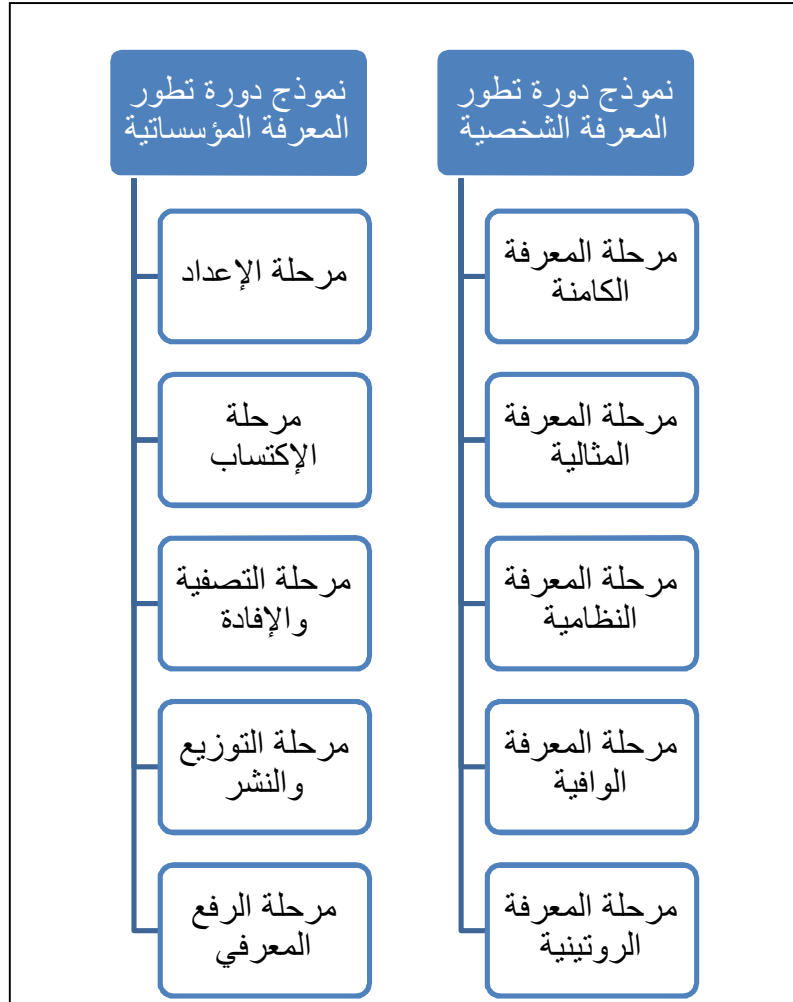 نموذج دورة تطور
المعرفة الشخصية
مرحلة المعرفة
الكامنة
مرحلة المعرفة
المثالية
مرحلة المعرفة
النظامية
مرحلة المعرفة
الوافية
مرحلة المعرفة
الروتينية
نموذج دورة تطور
المعرفة المؤسساتية
مرحلة الإعداد
مرحلة
الإكتساب
مرحلة التصفية
والإفادة
مرحلة التوزيع
والنشر
مرحلة الرفع
المعرفي